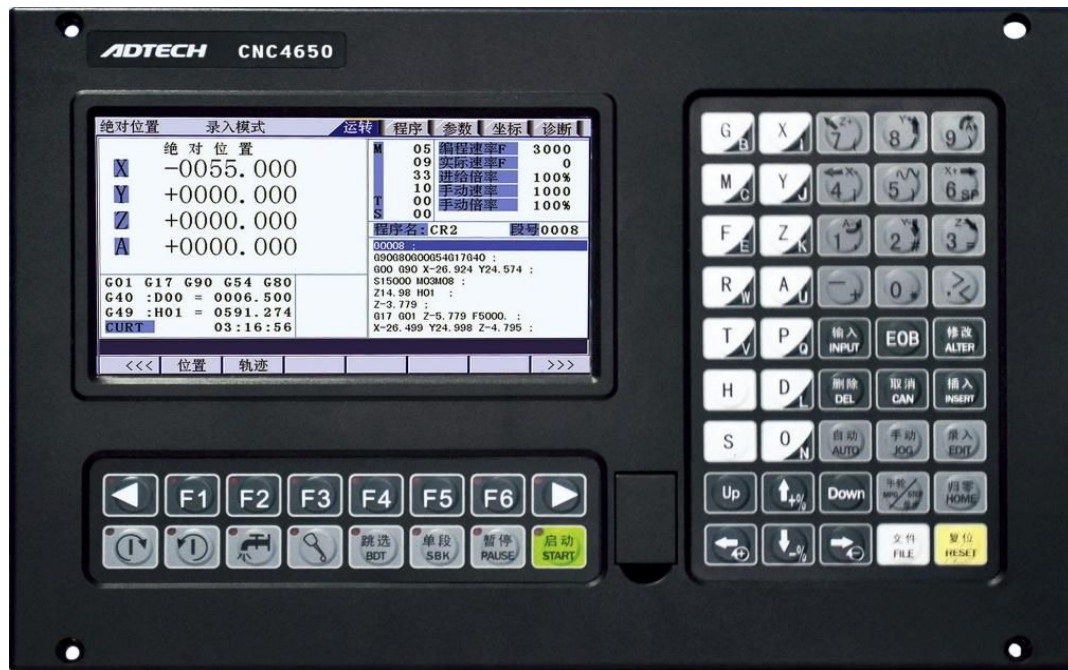 ADTECH CNC4650
绝对位置 录入模式 运转 程序 参数 坐标 诊断
绝 对 位 置
X -0055.000
Y +0000.000
Z +0000.000
A +0000.000
G01 G17 G90 G54 G80
G40 :D00 = 0006.500
G49 :H01 = 0591.274
CURT 03:16:56
M 05 编程速率F 3000
09 实际速率F 0
33 进给倍率 100%
10 手动速率 1000
T 00 手动倍率 100%
S 00
程序名: CR2 段号0008
O0008 ;
G90G80G00G54G17G40 ;
G00 G90 X-26.924 Y24.574 ;
S15000 M03M08 ;
Z14.98 H01 ;
Z-3.779 ;
G17 G01 Z-5.779 F5000. ;
X-26.499 Y24.998 Z-4.795 ;
<<< 位置 轨迹 >>>
F1 F2 F3 F4 F5 F6
跳选 BDT
单段 SBK
暂停 PAUSE
启动 START
G B X I 7 Z+ 8 Y- 9
M C Y J 4 X- 5 6 SP X+
F E Z K 1 A- 2 # Y+ 3 = Z-
R W A U - + 0 . / < >
T V P Q 输入 INPUT EOB 修改 ALTER
H D L 删除 DEL 取消 CAN 插入 INSERT
S O N 自动 AUTO 手动 JOG 录入 EDIT
Up +% Down 手轮 MPG/STEP 归零 HOME
-% 文件 FILE 复位 RESET